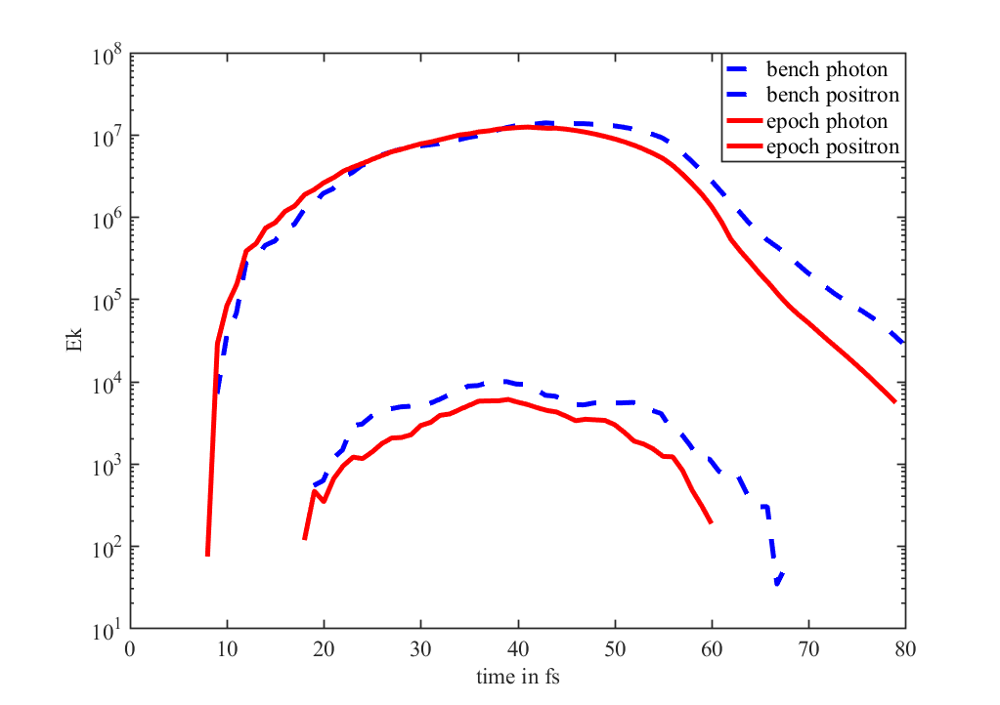 10^8
10^7
10^6
10^5
10^4
10^3
10^2
10^1
Ek
0 10 20 30 40 50 60 70 80
time in fs
bench photon
bench positron
epoch photon
epoch positron